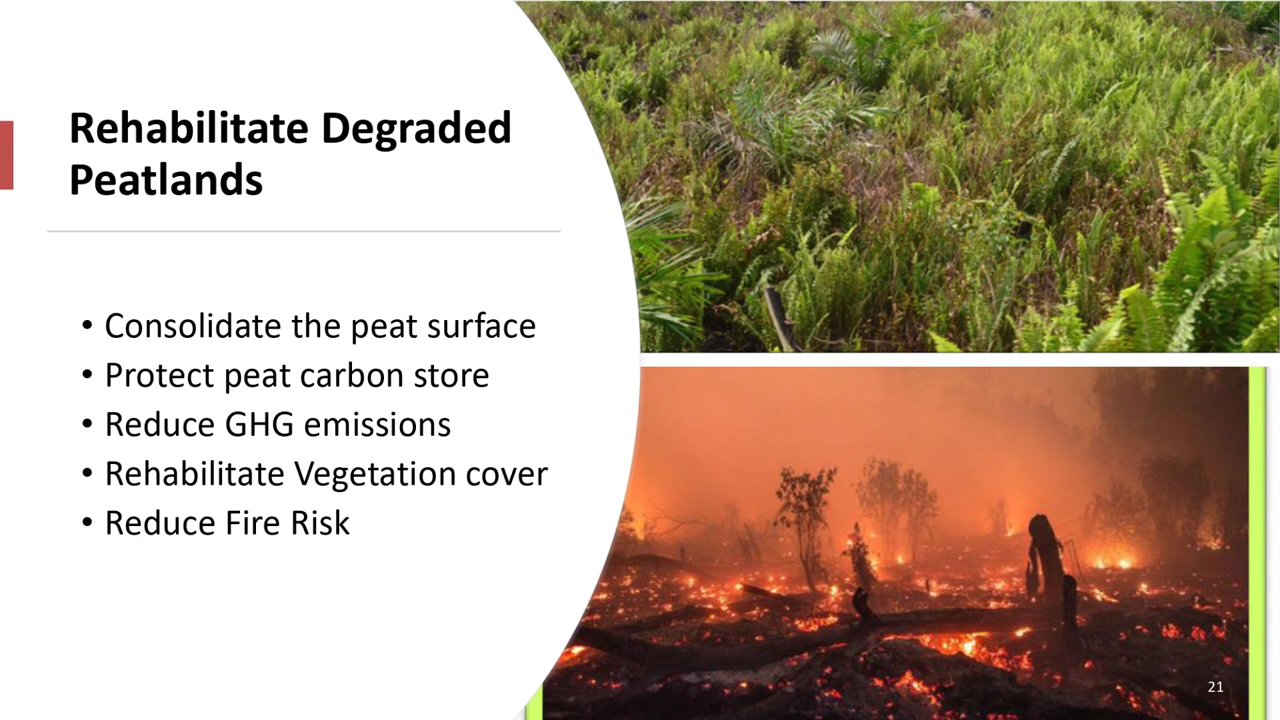 Rehabilitate Degraded
Peatlands
• Consolidate the peat surface
• Protect peat carbon store
• Reduce GHG emissions
• Rehabilitate Vegetation cover
• Reduce Fire Risk
21